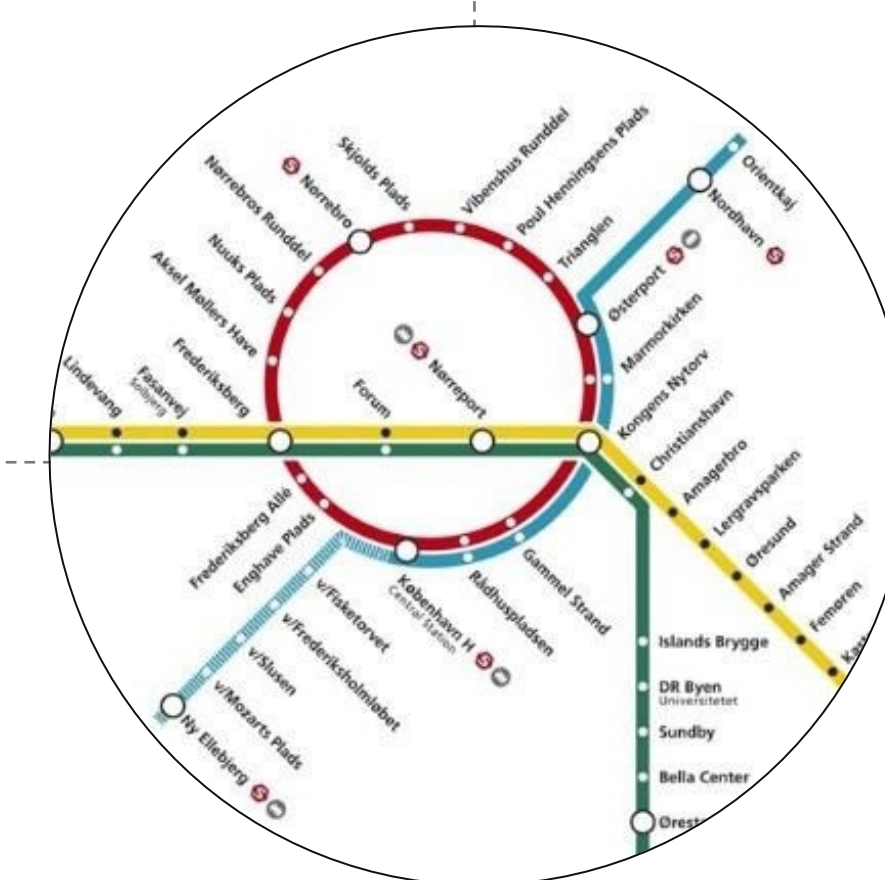 Vibenshus Runddel
Poul Henningsens Plads
Skjolds Plads
S
Nørrebro
Nørrebros Runddel
Trianglen
Orientkaj
Nordhavn
S
Nuuks Plads
Østerport
S
Aksel Møllers Have
Marmorkirken
Frederiksberg
S
Nørreport
Kongens Nytorv
Lindevang
Fasanvej
Solbjerg
Forum
Christianshavn
Amagerbro
Lergravsparken
Øresund
Amager Strand
Femøren
Frederiksberg Allé
Enghave Plads
København H
Central Station
S
Rådhuspladsen
Gammel Strand
v/Fisketorvet
v/Frederiksholmløbet
v/Slusen
v/Mozarts Plads
Ny Ellebjerg
S
Islands Brygge
DR Byen
Universitetet
Sundby
Bella Center